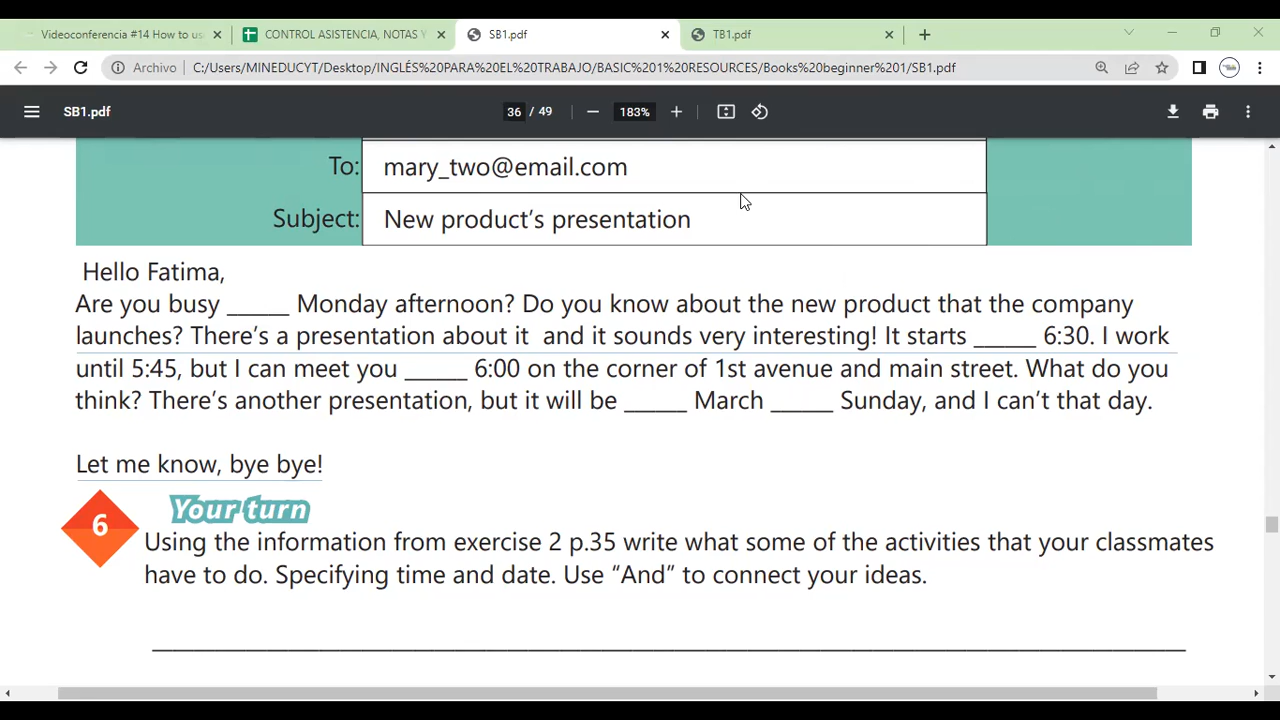 Videoconferencia #14 How to us
CONTROL ASISTENCIA, NOTAS Y
SB1.pdf
TB1.pdf
Archivo
C:/Users/MINEDUCYT/Desktop/INGLÉS%20PARA%20EL%20TRABAJO/BASIC%201%20RESOURCES/Books%20beginner%201/SB1.pdf
SB1.pdf
36 / 49
183%
To: mary_two@email.com
Subject: New product's presentation
Hello Fatima,
Are you busy _____ Monday afternoon? Do you know about the new product that the company
launches? There's a presentation about it and it sounds very interesting! It starts _____ 6:30. I work
until 5:45, but I can meet you _____ 6:00 on the corner of 1st avenue and main street. What do you
think? There's another presentation, but it will be _____ March _____ Sunday, and I can't that day.
Let me know, bye bye!
6
Your turn
Using the information from exercise 2 p.35 write what some of the activities that your classmates
have to do. Specifying time and date. Use “And” to connect your ideas.